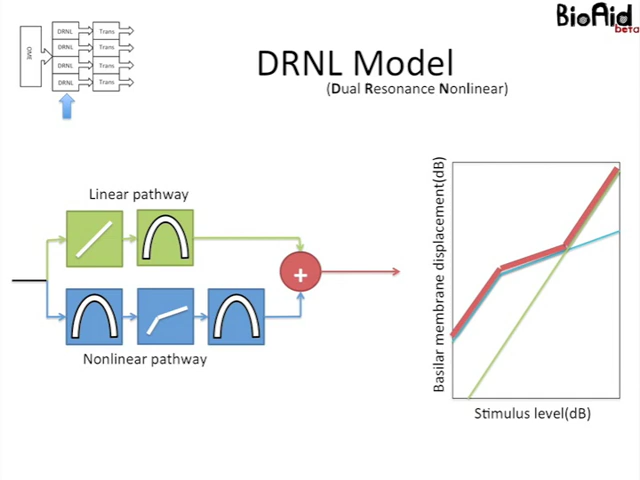 BioAid
beta
OME
DRNL Trans
DRNL Trans
DRNL Trans
DRNL Trans
DRNL Model
(Dual Resonance Nonlinear)
Linear pathway
+
Nonlinear pathway
Basilar membrane displacement(dB)
Stimulus level(dB)